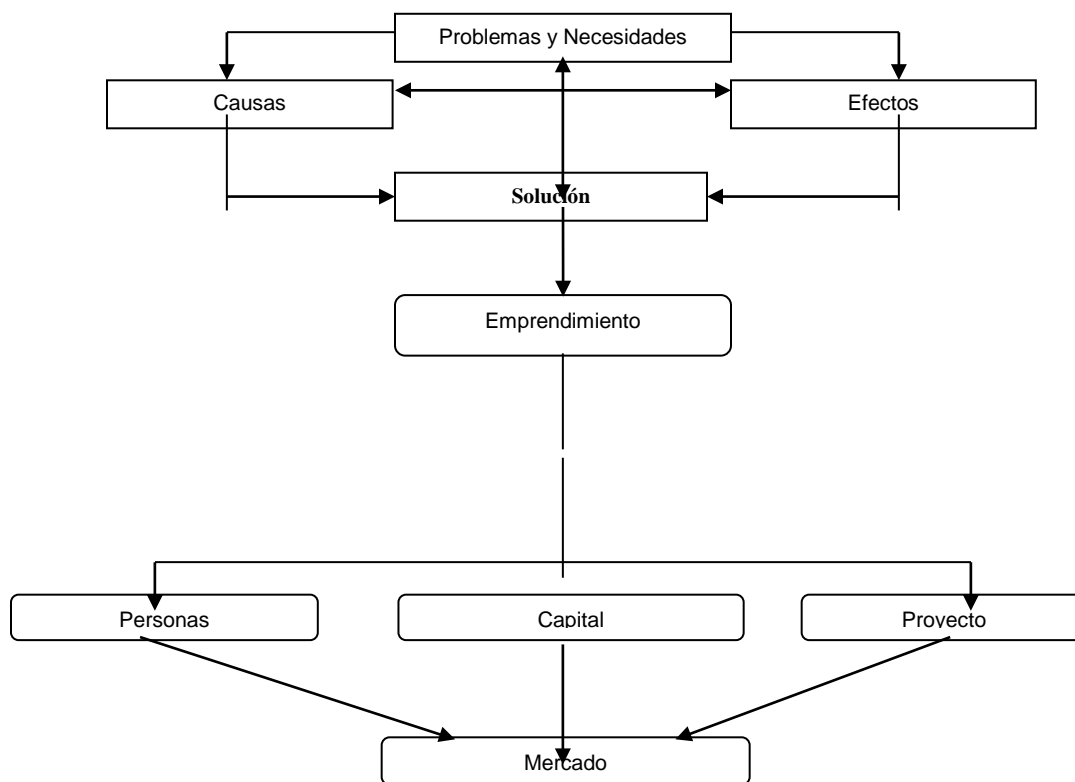 Problemas y Necesidades
Causas
Efectos
Solución
Emprendimiento
Personas
Capital
Proyecto
Mercado